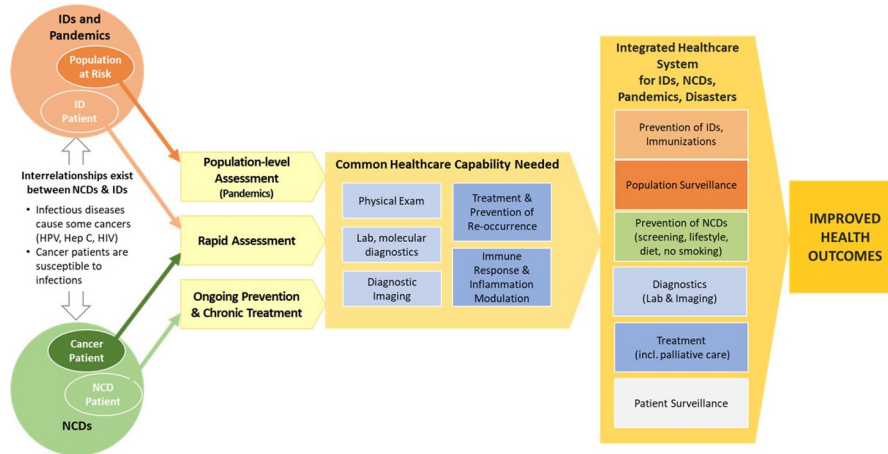 IDs and
Pandemics
Population
at Risk
ID
Patient
Interrelationships exist
between NCDs & IDs
• Infectious diseases
cause some cancers
(HPV, Hep C, HIV)
• Cancer patients are
susceptible to
infections
Cancer
Patient
NCD
Patient
NCDs
Population-level
Assessment
(Pandemics)
Rapid Assessment
Ongoing Prevention
& Chronic Treatment
Common Healthcare Capability Needed
Physical Exam
Lab, molecular
diagnostics
Diagnostic
Imaging
Treatment &
Prevention of
Re-occurrence
Immune
Response &
Inflammation
Modulation
Integrated Healthcare
System
for IDs, NCDs,
Pandemics, Disasters
Prevention of IDs,
Immunizations
Population Surveillance
Prevention of NCDs
(screening, lifestyle,
diet, no smoking)
Diagnostics
(Lab & Imaging)
Treatment
(incl. palliative care)
Patient Surveillance
IMPROVED
HEALTH
OUTCOMES